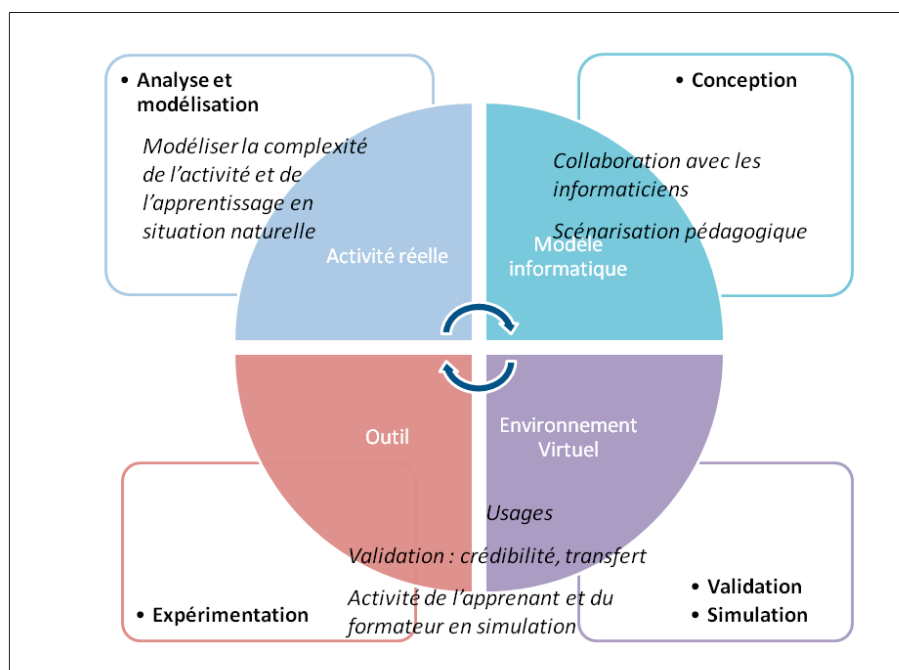 • Analyse et
modélisation
Modéliser la complexité
de l'activité et de
l'apprentissage en
situation naturelle
Activité réelle
• Conception
Collaboration avec les
informaticiens
Scénarisation pédagogique
Modèle
informatique
Outil
Environnement
Virtuel
Usages
Validation : crédibilité, transfert
Activité de l'apprenant et du
formateur en simulation
• Expérimentation
• Validation
• Simulation